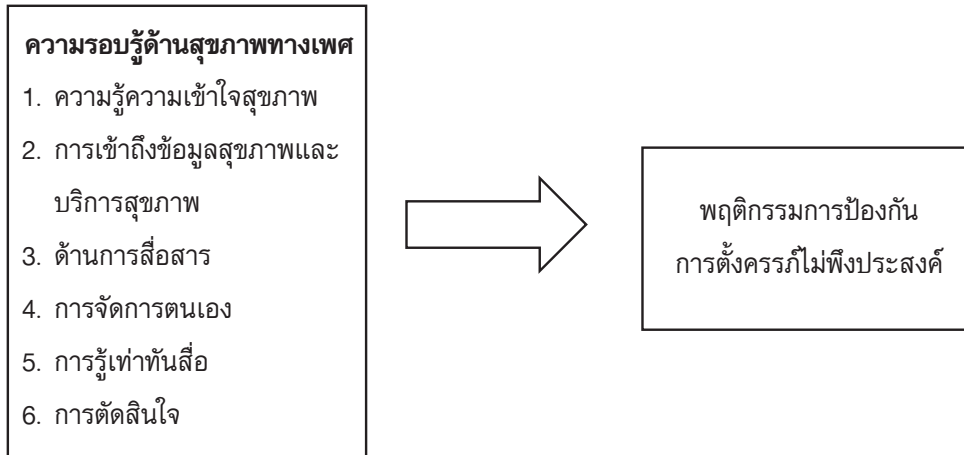 ความรอบรู้ด้านสุขภาพทางเพศ
1. ความรู้ความเข้าใจสุขภาพ
2. การเข้าถึงข้อมูลสุขภาพและ
บริการสุขภาพ
3. ด้านการสื่อสาร
4. การจัดการตนเอง
5. การรู้เท่าทันสื่อ
6. การตัดสินใจ
พฤติกรรมการป้องกัน
การตั้งครรภ์ไม่พึงประสงค์